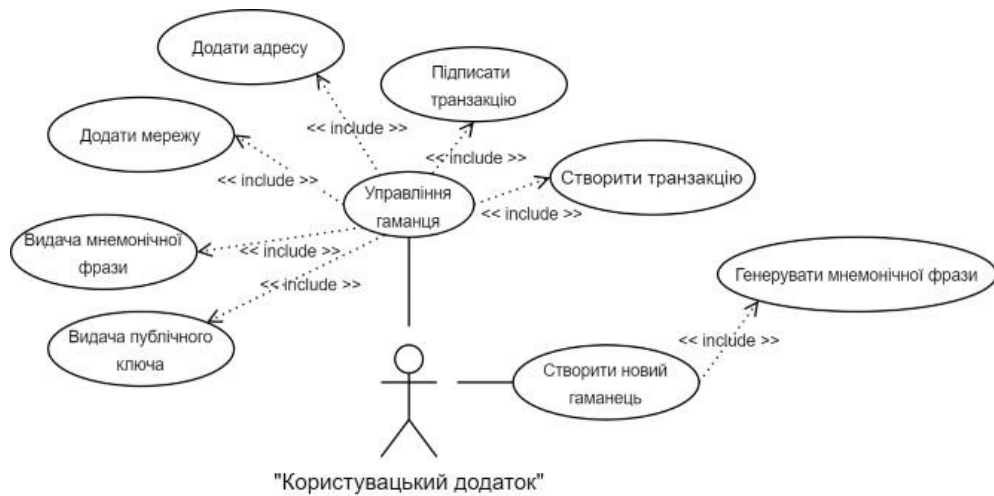 Додати адресу
Підписати
транзакцію
<< include >>
Додати мережу
<< include >>
<< include >>
Управління
гаманця
Створити транзакцію
<< include >>
Видача мнемонічної
фрази
<< include >>
Генерувати мнемонічної фрази
<< include >>
Видача публічного
ключа
<< include >>
Створити новий
гаманець
"Користувацький додаток"